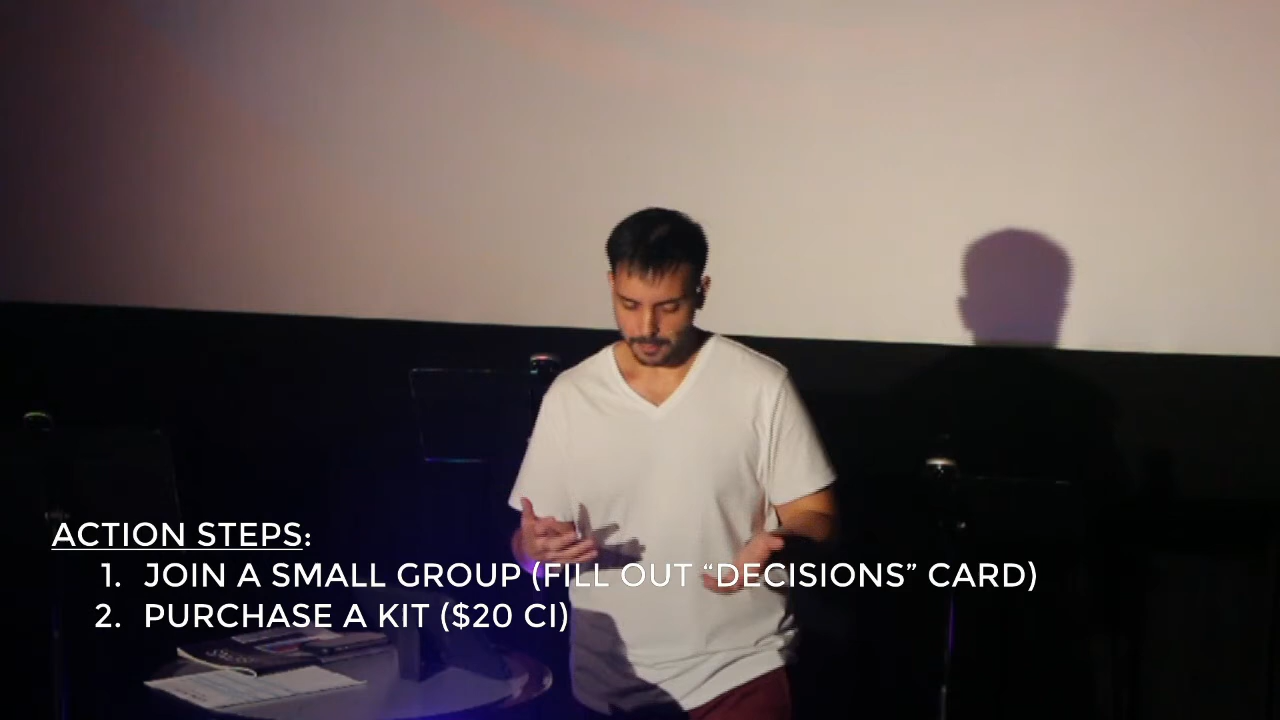 ACTION STEPS:
1. JOIN A SMALL GROUP (FILL OUT “DECISIONS” CARD)
2. PURCHASE A KIT ($20 CI)